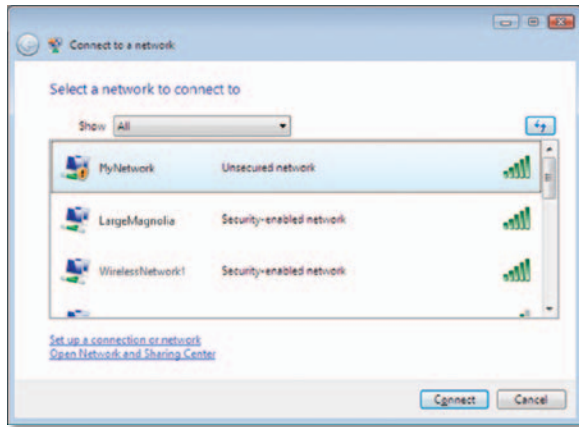 Connect to a network
Select a network to connect to
Show All
MyNetwork Unsecured network
LargeMagnolia Security-enabled network
WirelessNetwork1 Security-enabled network
Set up a connection or network
Open Network and Sharing Center
Connect Cancel